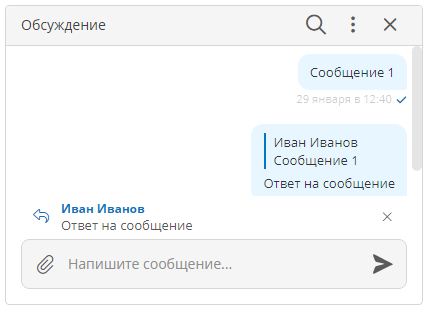 Обсуждение
Сообщение 1
29 января в 12:40
Иван Иванов
Сообщение 1
Ответ на сообщение
Иван Иванов
Ответ на сообщение
Напишите сообщение...